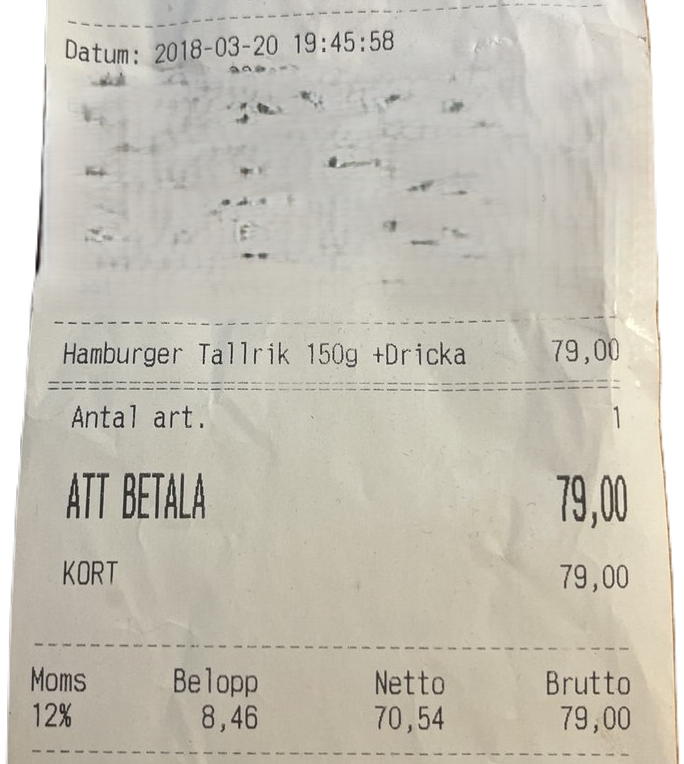 Datum: 2018-03-20 19:45:58
Hamburger Tallrik 150g +Dricka 79,00
Antal art. 1
ATT BETALA 79,00
KORT 79,00
Moms Belopp Netto Brutto
12% 8,46 70,54 79,00